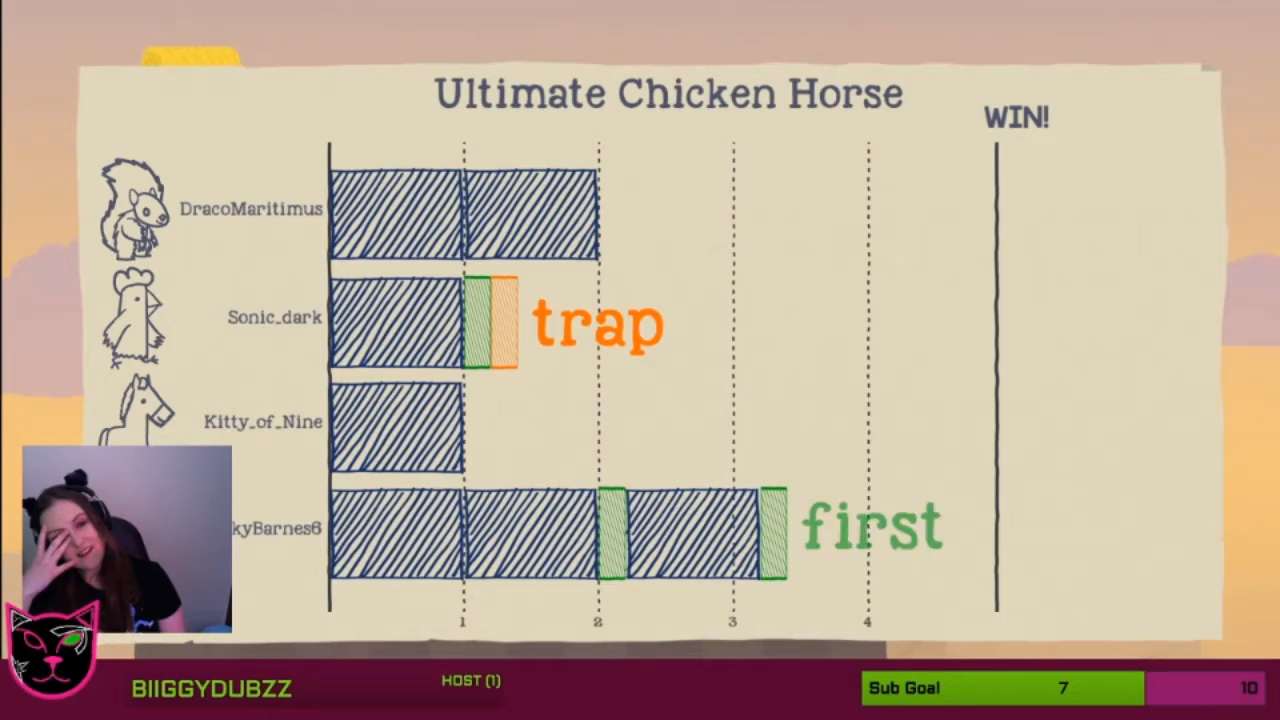 Ultimate Chicken Horse
WIN!
DracoMaritimus
Sonic_dark
trap
Kitty_of_Nine
kyBarnes6
first
1 2 3 4
BIIGGYDUBZZ
HOST (1)
Sub Goal 7 10